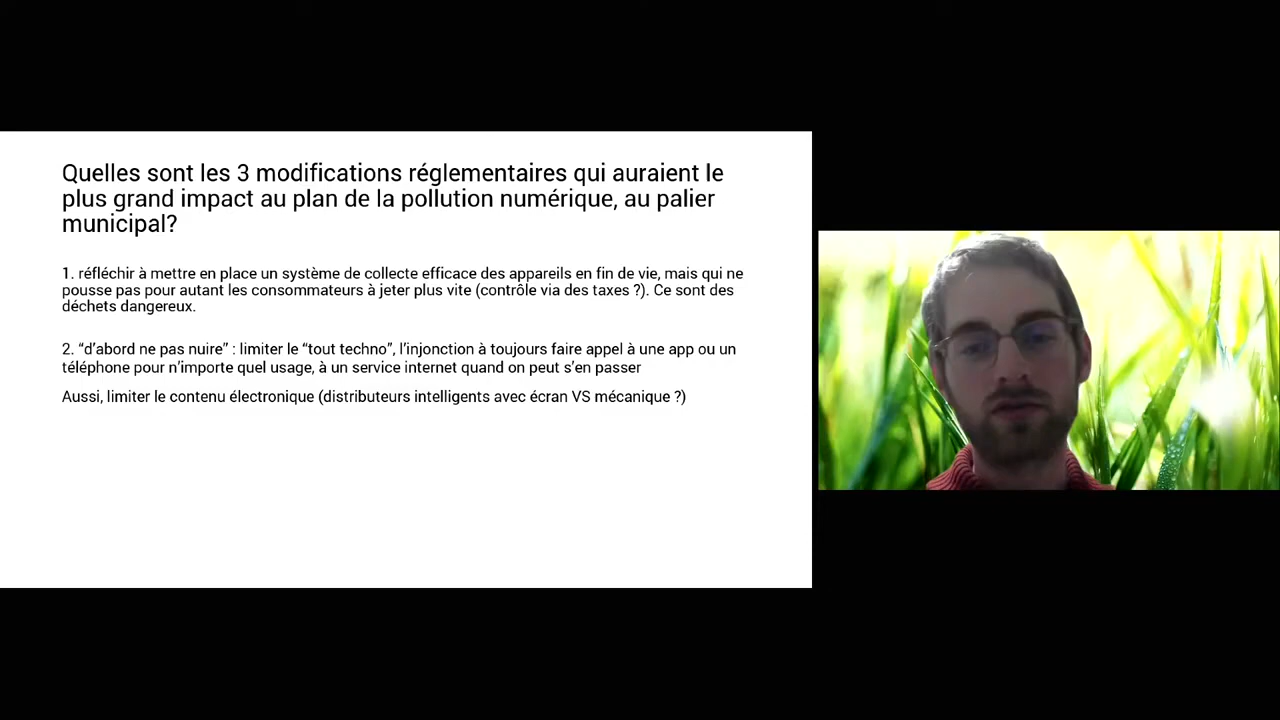 Quelles sont les 3 modifications réglementaires qui auraient le
plus grand impact au plan de la pollution numérique, au palier
municipal?
1. réfléchir à mettre en place un système de collecte efficace des appareils en fin de vie, mais qui ne
pousse pas pour autant les consommateurs à jeter plus vite (contrôle via des taxes ?). Ce sont des
déchets dangereux.
2. “d’abord ne pas nuire” : limiter le “tout techno”, l’injonction à toujours faire appel à une app ou un
téléphone pour n’importe quel usage, à un service internet quand on peut s’en passer
Aussi, limiter le contenu électronique (distributeurs intelligents avec écran VS mécanique ?)